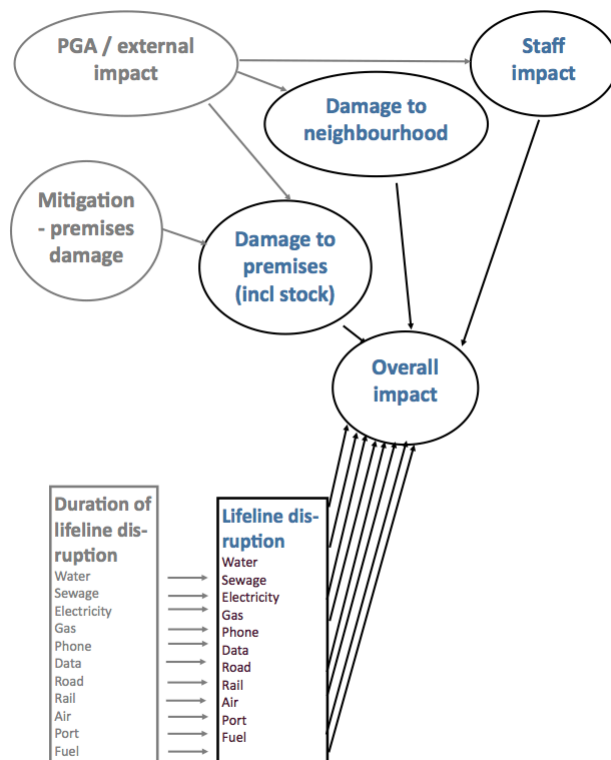 PGA / external
impact
Staff
impact
Damage to
neighbourhood
Mitigation
- premises
damage
Damage to
premises
(incl stock)
Overall
impact
Duration of
lifeline dis-
ruption
Water
Sewage
Electricity
Gas
Phone
Data
Road
Rail
Air
Port
Fuel
Lifeline dis-
ruption
Water
Sewage
Electricity
Gas
Phone
Data
Road
Rail
Air
Port
Fuel